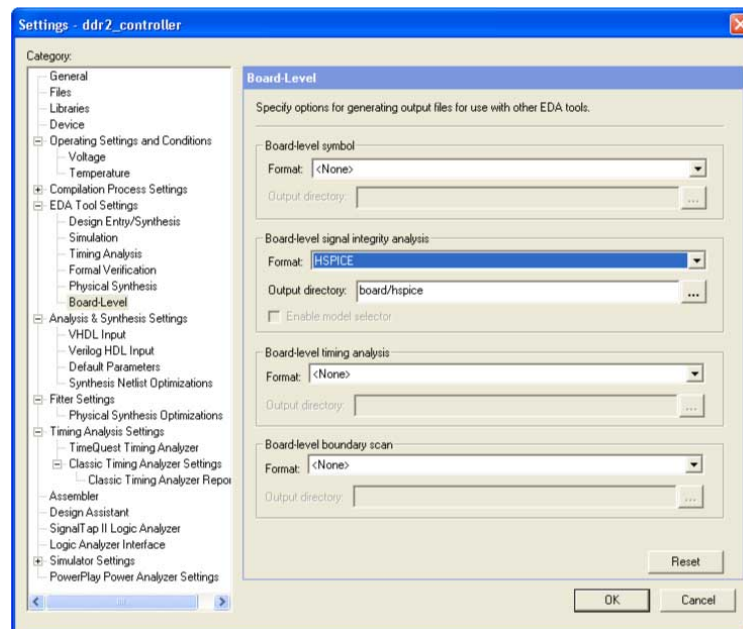 Settings - ddr2_controller
Category:
General
Files
Libraries
Device
Operating Settings and Conditions
Voltage
Temperature
Compilation Process Settings
EDA Tool Settings
Design Entry/Synthesis
Simulation
Timing Analysis
Formal Verification
Physical Synthesis
Board-Level
Analysis & Synthesis Settings
VHDL Input
Verilog HDL Input
Default Parameters
Synthesis Netlist Optimizations
Fitter Settings
Physical Synthesis Optimizations
Timing Analysis Settings
TimeQuest Timing Analyzer
Classic Timing Analyzer Settings
Classic Timing Analyzer Repor
Assembler
Design Assistant
SignalTap II Logic Analyzer
Logic Analyzer Interface
Simulator Settings
PowerPlay Power Analyzer Settings
Board-Level
Specify options for generating output files for use with other EDA tools.
Board-level symbol
Format: <None>
Output directory: ...
Board-level signal integrity analysis
Format: HSPICE
Output directory: board/hspice ...
Enable model selector
Board-level timing analysis
Format: <None>
Output directory: ...
Board-level boundary scan
Format: <None>
Output directory: ...
Reset
OK Cancel